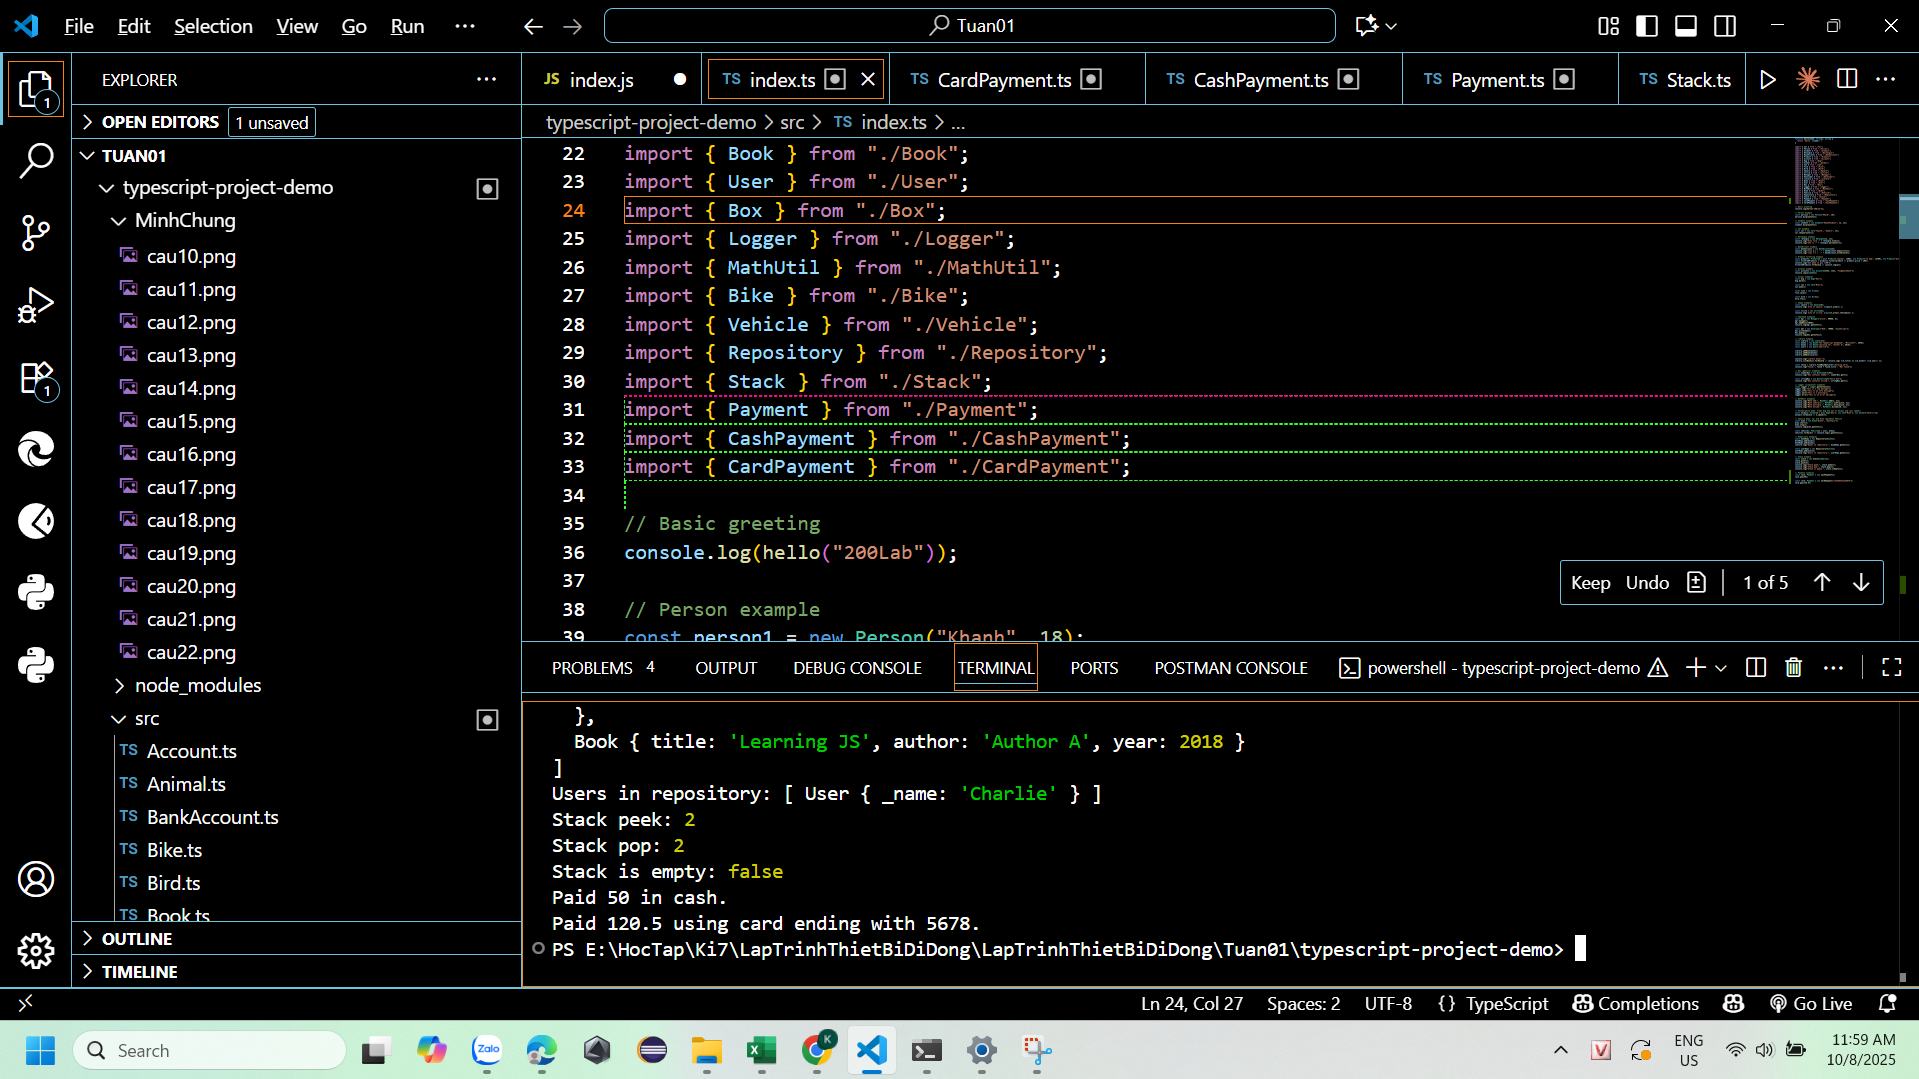 File Edit Selection View Go Run ··· Tuan01
EXPLORER ···
OPEN EDITORS 1 unsaved
TUAN01
typescript-project-demo
MinhChung
cau10.png
cau11.png
cau12.png
cau13.png
cau14.png
cau15.png
cau16.png
cau17.png
cau18.png
cau19.png
cau20.png
cau21.png
cau22.png
node_modules
src
TS Account.ts
TS Animal.ts
TS BankAccount.ts
TS Bike.ts
TS Bird.ts
TS Book.ts
OUTLINE
TIMELINE
1
1
JS index.js TS index.ts TS CardPayment.ts TS CashPayment.ts TS Payment.ts TS Stack.ts
typescript-project-demo > src > TS index.ts > ...
22 import { Book } from "./Book";
23 import { User } from "./User";
24 import { Box } from "./Box";
25 import { Logger } from "./Logger";
26 import { MathUtil } from "./MathUtil";
27 import { Bike } from "./Bike";
28 import { Vehicle } from "./Vehicle";
29 import { Repository } from "./Repository";
30 import { Stack } from "./Stack";
31 import { Payment } from "./Payment";
32 import { CashPayment } from "./CashPayment";
33 import { CardPayment } from "./CardPayment";
34
35 // Basic greeting
36 console.log(hello("200Lab"));
37
38 // Person example
39 const person1 = new Person("Khanh", 18);
Keep Undo 1 of 5
PROBLEMS 4 OUTPUT DEBUG CONSOLE TERMINAL PORTS POSTMAN CONSOLE powershell - typescript-project-demo
},
Book { title: 'Learning JS', author: 'Author A', year: 2018 }
]
Users in repository: [ User { _name: 'Charlie' } ]
Stack peek: 2
Stack pop: 2
Stack is empty: false
Paid 50 in cash.
Paid 120.5 using card ending with 5678.
PS E:\HocTap\Ki7\LapTrinhThietBiDiDong\LapTrinhThietBiDiDong\Tuan01\typescript-project-demo>
Ln 24, Col 27 Spaces: 2 UTF-8 {} TypeScript Completions Go Live
Search Zalo K V ENG 11:59 AM
US 10/8/2025